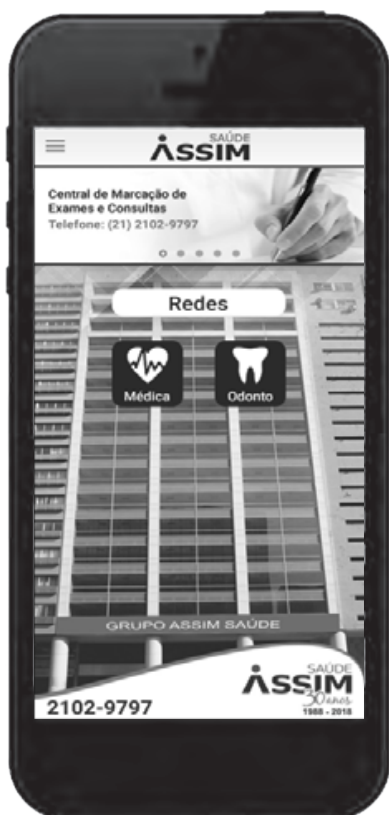 SAÚDE
ASSIM
Central de Marcação de
Exames e Consultas
Telefone: (21) 2102-9797
Redes
Médica
Odonto
GRUPO ASSIM SAÚDE
SAÚDE
ASSIM
30 anos
1988 - 2018
2102-9797